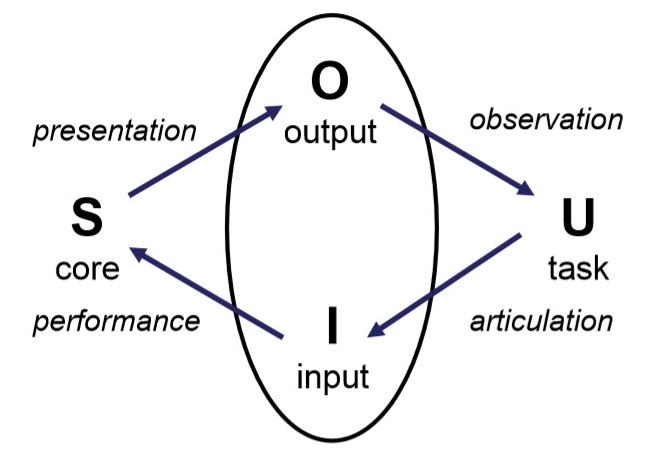 O
output
presentation
observation
S
core
U
task
performance
articulation
I
input